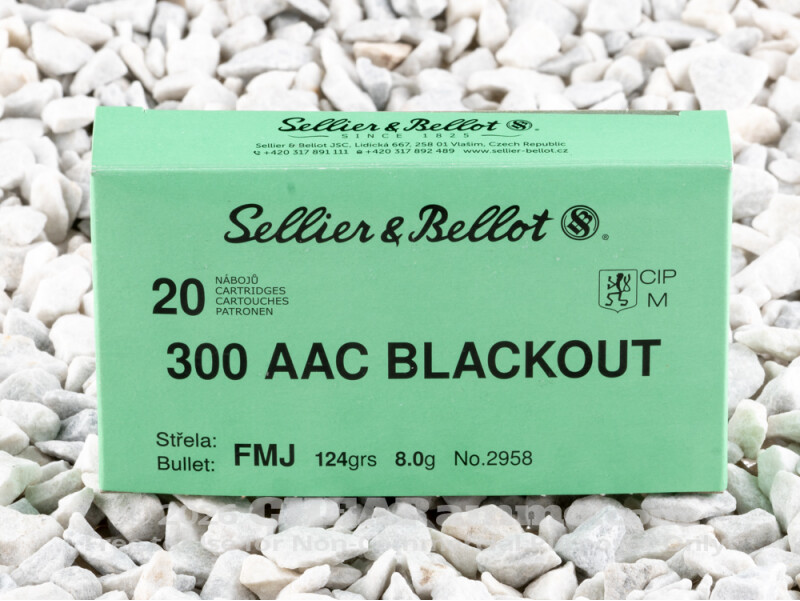 Sellier & Bellot
SINCE 1825
Sellier & Bellot JSC, Lidická 667, 258 01 Vlašim, Czech Republic
+420 317 891 111 +420 317 892 489 www.sellier-bellot.cz
Sellier & Bellot ®
20 NÁBOJŮ
CARTRIDGES
CARTOUCHES
PATRONEN
CIP
M
300 AAC BLACKOUT
Střela:
Bullet: FMJ 124grs 8.0g No.2958
for Non-